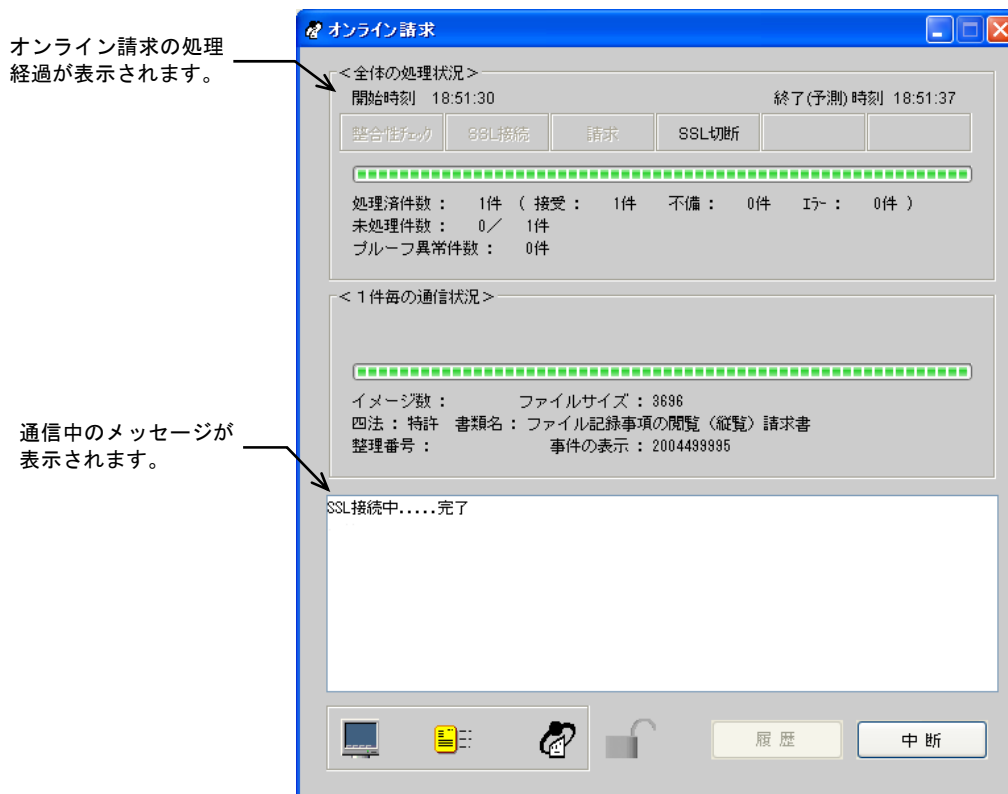 オンライン請求の処理
経過が表示されます。
オンライン請求
＜全体の処理状況＞
開始時刻 18:51:30 終了(予測)時刻 18:51:37
整合性ﾁｪｯｸ SSL接続 請求 SSL切断
処理済件数： 1件 （ 接受： 1件 不備： 0件 ｴﾗｰ： 0件 ）
未処理件数： 0／ 1件
プルーフ異常件数： 0件
＜１件毎の通信状況＞
イメージ数： ファイルサイズ：3696
四法：特許 書類名：ファイル記録事項の閲覧（縦覧）請求書
整理番号： 事件の表示：2004499995
通信中のメッセージが
表示されます。
SSL接続中.....完了
履 歴 中 断